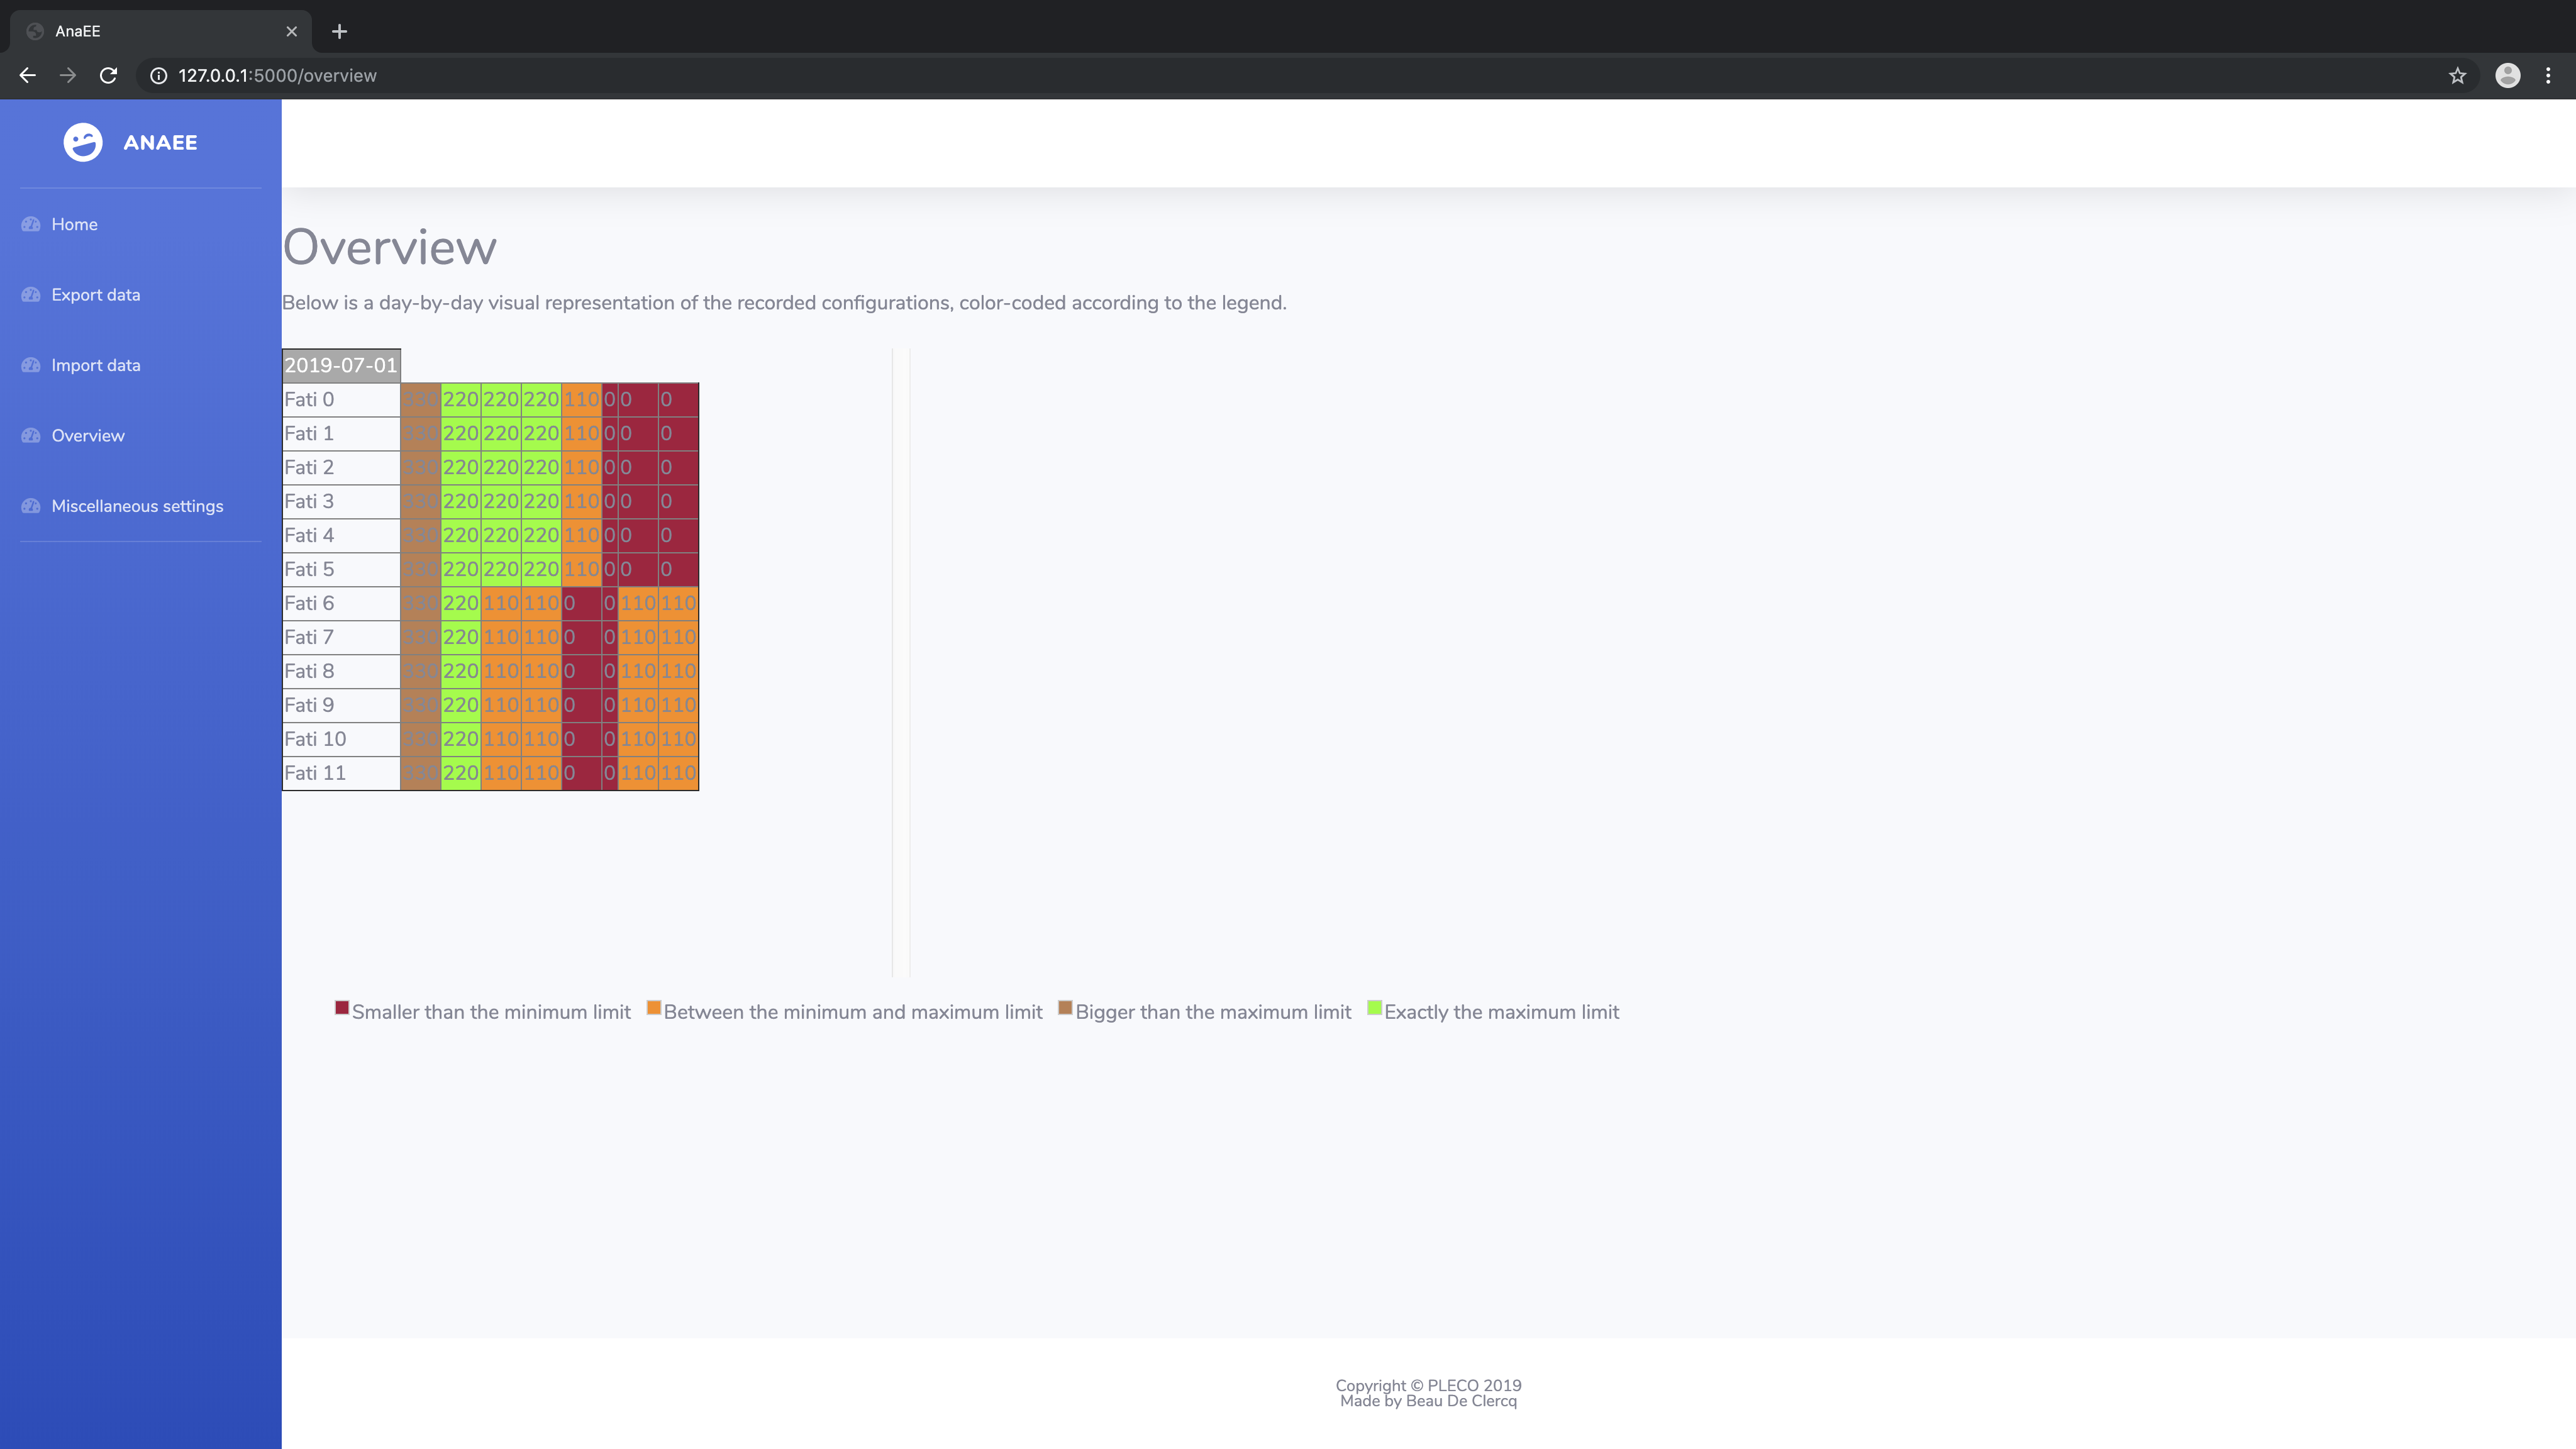 AnaEE
127.0.0.1:5000/overview
ANAEE
Home
Export data
Import data
Overview
Miscellaneous settings
Overview
Below is a day-by-day visual representation of the recorded configurations, color-coded according to the legend.
2019-07-01
Fati 0 330 220 220 220 110 0 0 0
Fati 1 330 220 220 220 110 0 0 0
Fati 2 330 220 220 220 110 0 0 0
Fati 3 330 220 220 220 110 0 0 0
Fati 4 330 220 220 220 110 0 0 0
Fati 5 330 220 220 220 110 0 0 0
Fati 6 330 220 110 110 0 0 110 110
Fati 7 330 220 110 110 0 0 110 110
Fati 8 330 220 110 110 0 0 110 110
Fati 9 330 220 110 110 0 0 110 110
Fati 10 330 220 110 110 0 0 110 110
Fati 11 330 220 110 110 0 0 110 110
Smaller than the minimum limit Between the minimum and maximum limit Bigger than the maximum limit Exactly the maximum limit
Copyright © PLECO 2019
Made by Beau De Clercq